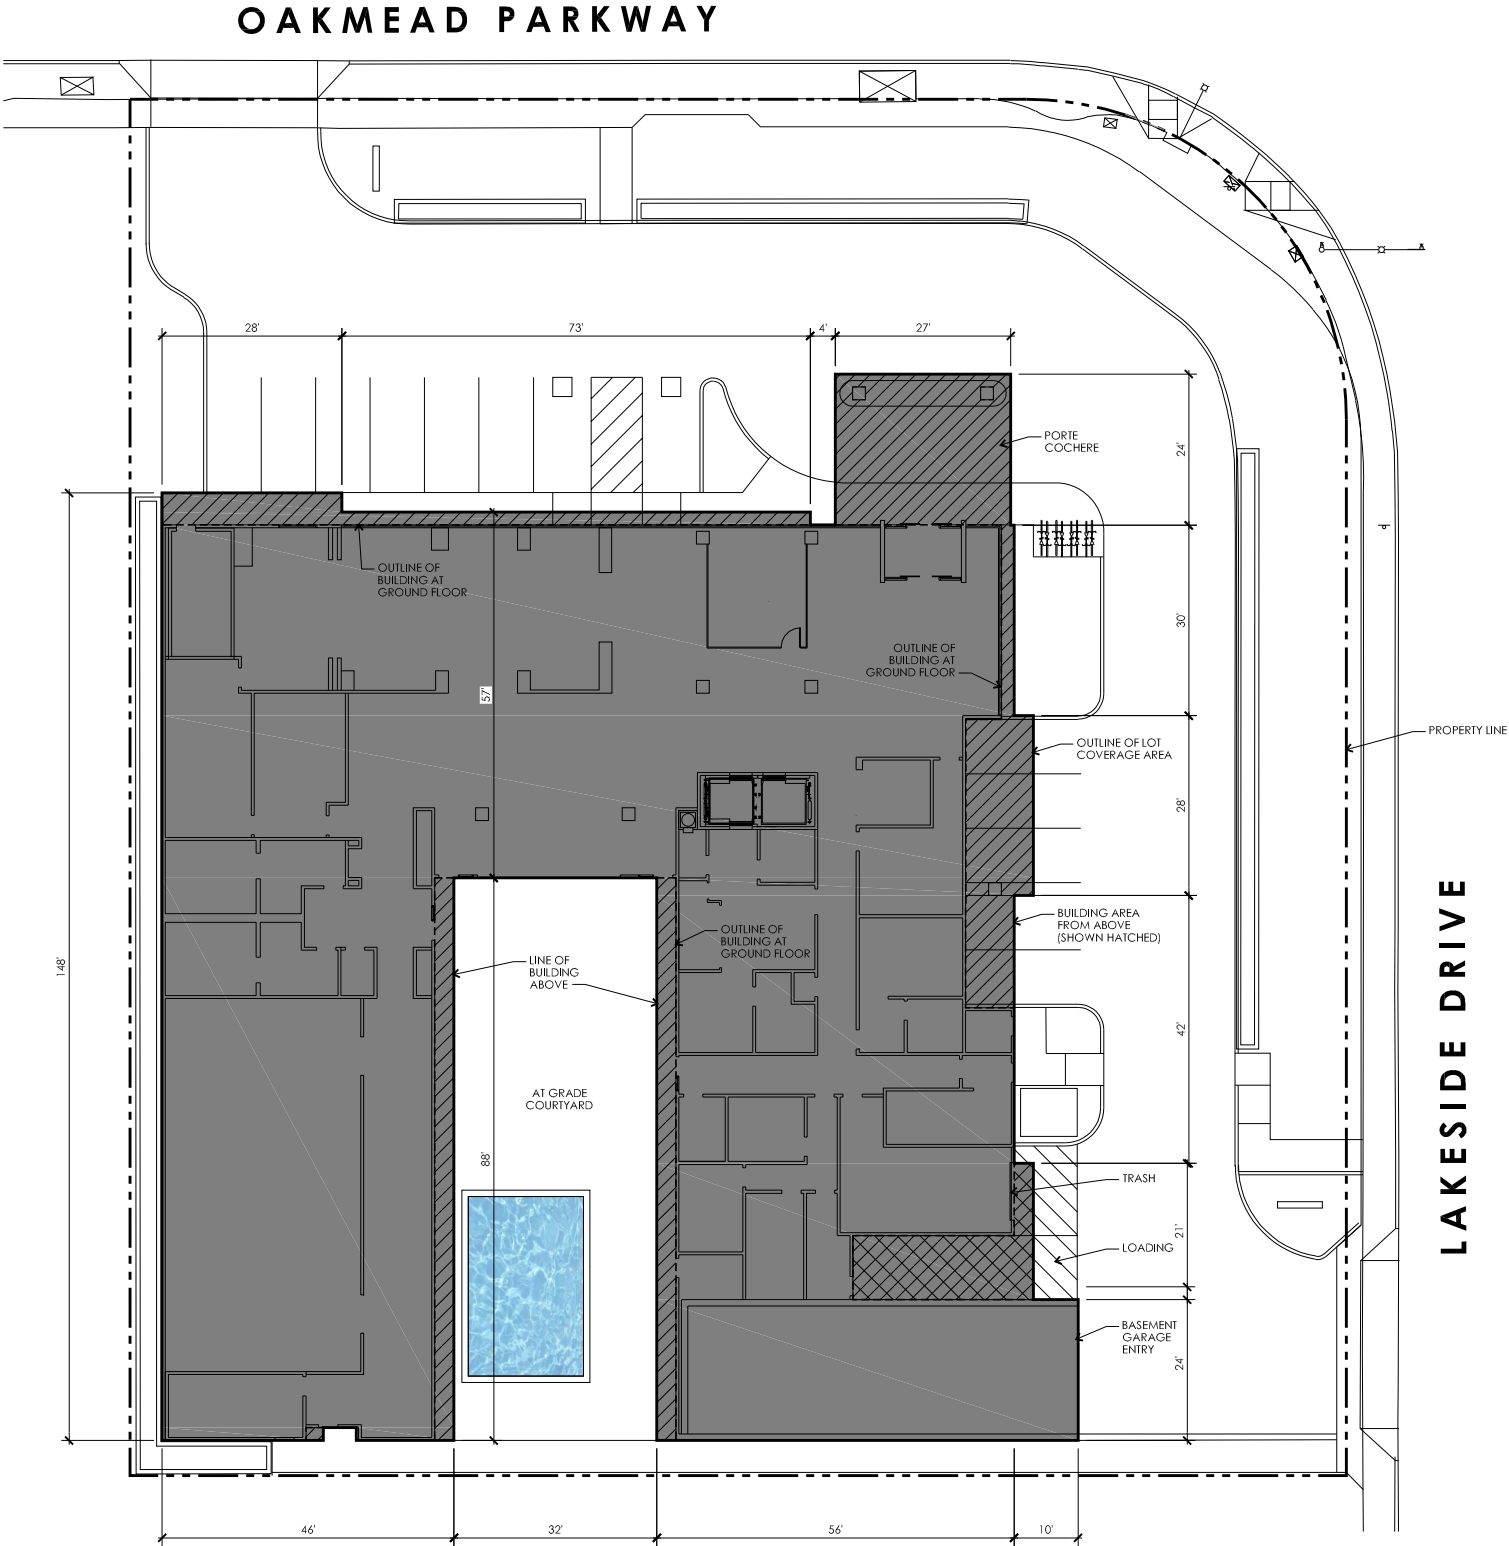 OAKMEAD PARKWAY
28'
73'
4'
27'
PORTE
COCHERE
24'
OUTLINE OF
BUILDING AT
GROUND FLOOR
30'
OUTLINE OF
BUILDING AT
GROUND FLOOR
57'
PROPERTY LINE
OUTLINE OF LOT
COVERAGE AREA
28'
BUILDING AREA
FROM ABOVE
(SHOWN HATCHED)
OUTLINE OF
BUILDING AT
GROUND FLOOR
LINE OF
BUILDING
ABOVE
148'
42'
LAKESIDE DRIVE
AT GRADE
COURTYARD
88'
TRASH
21'
LOADING
BASEMENT
GARAGE
ENTRY
24'
46'
32'
56'
10'